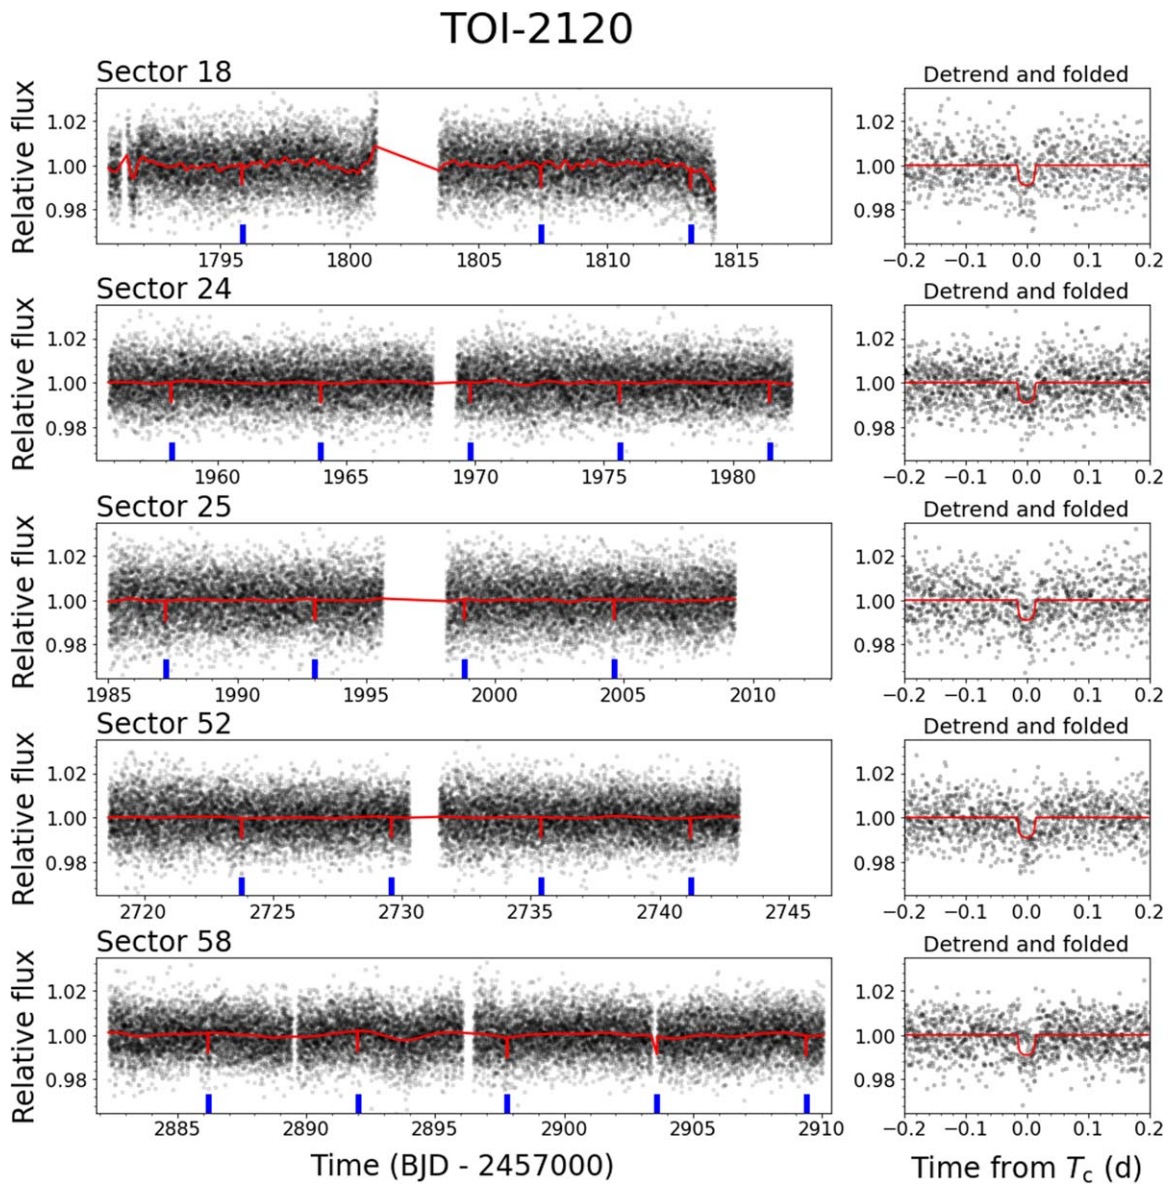 TOI-2120
Sector 18
Detrend and folded
Relative flux
1.02
1.00
0.98
1795 1800 1805 1810 1815
−0.2 −0.1 0.0 0.1 0.2
Sector 24
Detrend and folded
Relative flux
1.02
1.00
0.98
1960 1965 1970 1975 1980
−0.2 −0.1 0.0 0.1 0.2
Sector 25
Detrend and folded
Relative flux
1.02
1.00
0.98
1985 1990 1995 2000 2005 2010
−0.2 −0.1 0.0 0.1 0.2
Sector 52
Detrend and folded
Relative flux
1.02
1.00
0.98
2720 2725 2730 2735 2740 2745
−0.2 −0.1 0.0 0.1 0.2
Sector 58
Detrend and folded
Relative flux
1.02
1.00
0.98
2885 2890 2895 2900 2905 2910
−0.2 −0.1 0.0 0.1 0.2
1.02
1.00
0.98
1.02
1.00
0.98
1.02
1.00
0.98
1.02
1.00
0.98
1.02
1.00
0.98
Time (BJD - 2457000)
Time from Tc (d)